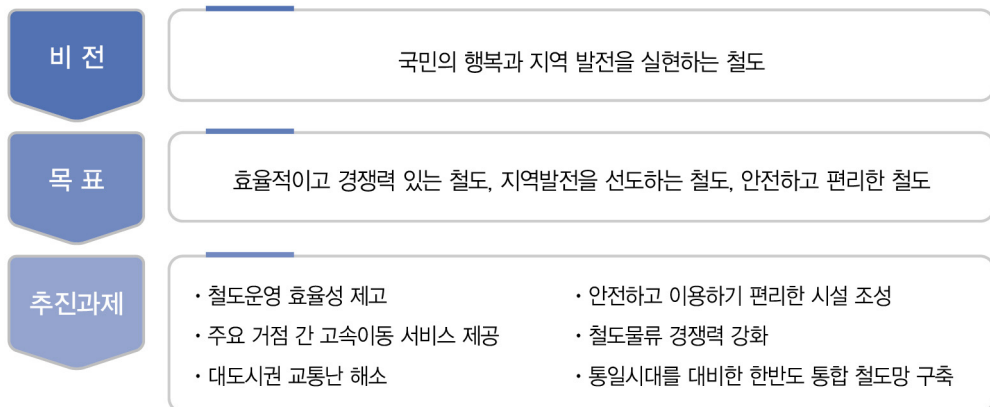 비 전
국민의 행복과 지역 발전을 실현하는 철도
목 표
효율적이고 경쟁력 있는 철도, 지역발전을 선도하는 철도, 안전하고 편리한 철도
추진과제
· 철도운영 효율성 제고
· 주요 거점 간 고속이동 서비스 제공
· 대도시권 교통난 해소
· 안전하고 이용하기 편리한 시설 조성
· 철도물류 경쟁력 강화
· 통일시대를 대비한 한반도 통합 철도망 구축